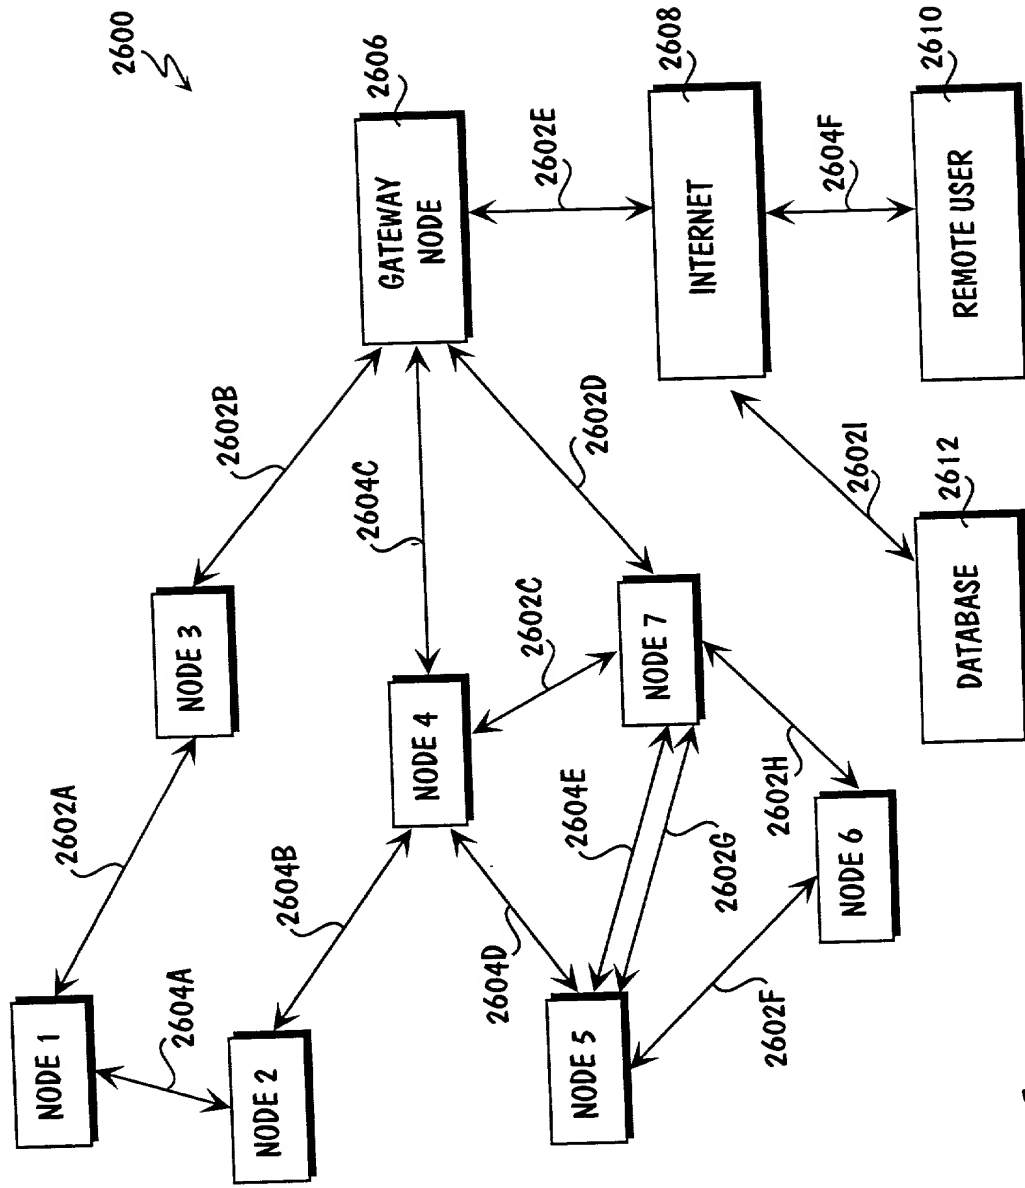 2600
NODE 1
2602A
NODE 3
2602B
GATEWAY
NODE
2606
2604A
NODE 2
2604B
NODE 4
2604C
2602E
2604D
2602C
2602D
INTERNET
2608
NODE 5
2604E
NODE 7
2602G
2604F
2602F
2602H
2602I
NODE 6
DATABASE
2612
REMOTE USER
2610